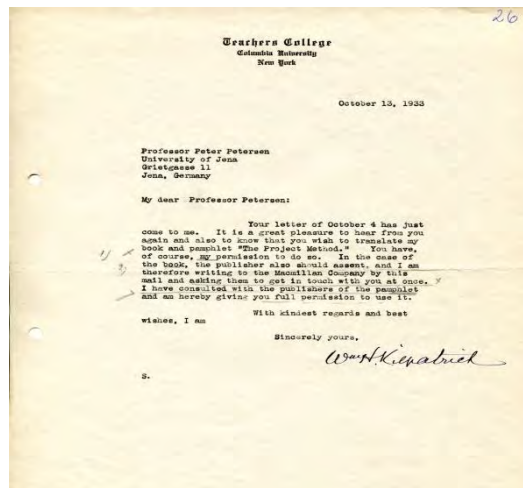 26
Teachers College
Columbia University
New York
October 13, 1933
Professor Peter Petersen
University of Jena
Grietgasse 11
Jena, Germany
My dear Professor Petersen:
Your letter of October 4 has just
come to me. It is a great pleasure to hear from you
again and also to know that you wish to translate my
book and pamphlet "The Project Method." You have,
of course, my permission to do so. In the case of
the book, the publisher also should assent, and I am
therefore writing to the Macmillan Company by this
mail and asking them to get in touch with you at once.
I have consulted with the publishers of the pamphlet
and am hereby giving you full permission to use it.
With kindest regards and best
wishes, I am
Sincerely yours,
Wm H. Kilpatrick
S.